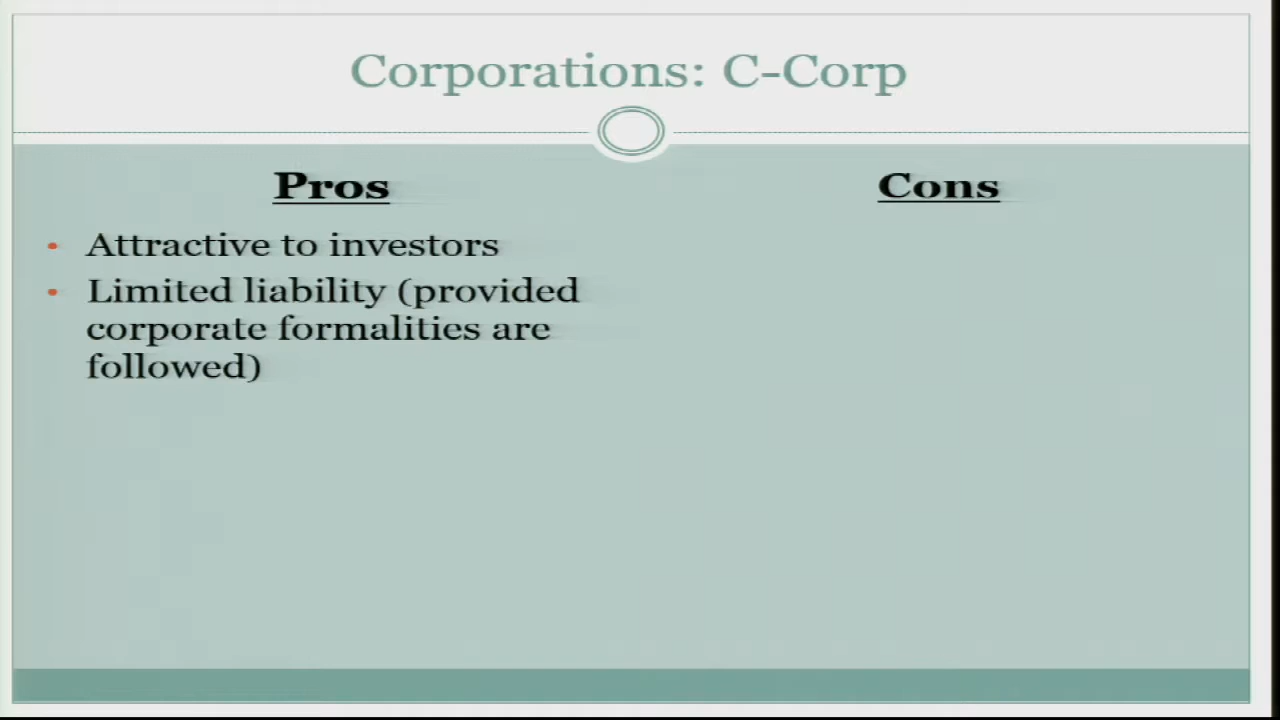 Corporations: C-Corp
Pros
Cons
• Attractive to investors
• Limited liability (provided
corporate formalities are
followed)